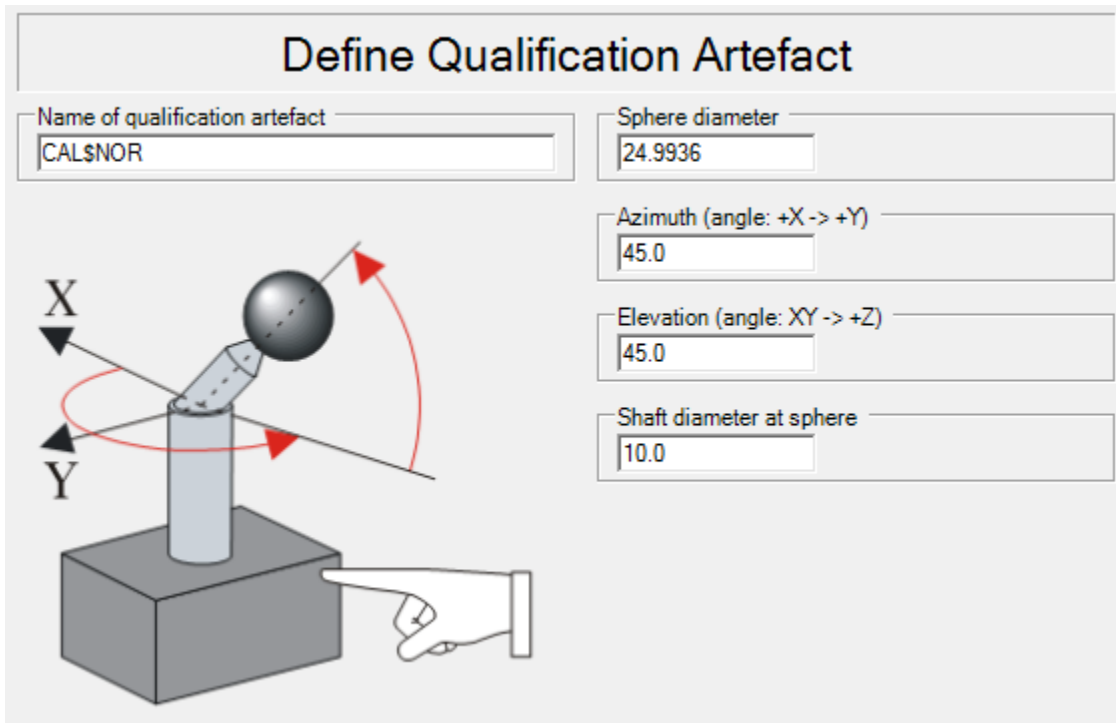 Define Qualification Artefact
Name of qualification artefact
CAL$NOR
Sphere diameter
24.9936
Azimuth (angle: +X -> +Y)
45.0
Elevation (angle: XY -> +Z)
45.0
Shaft diameter at sphere
10.0
X
Y